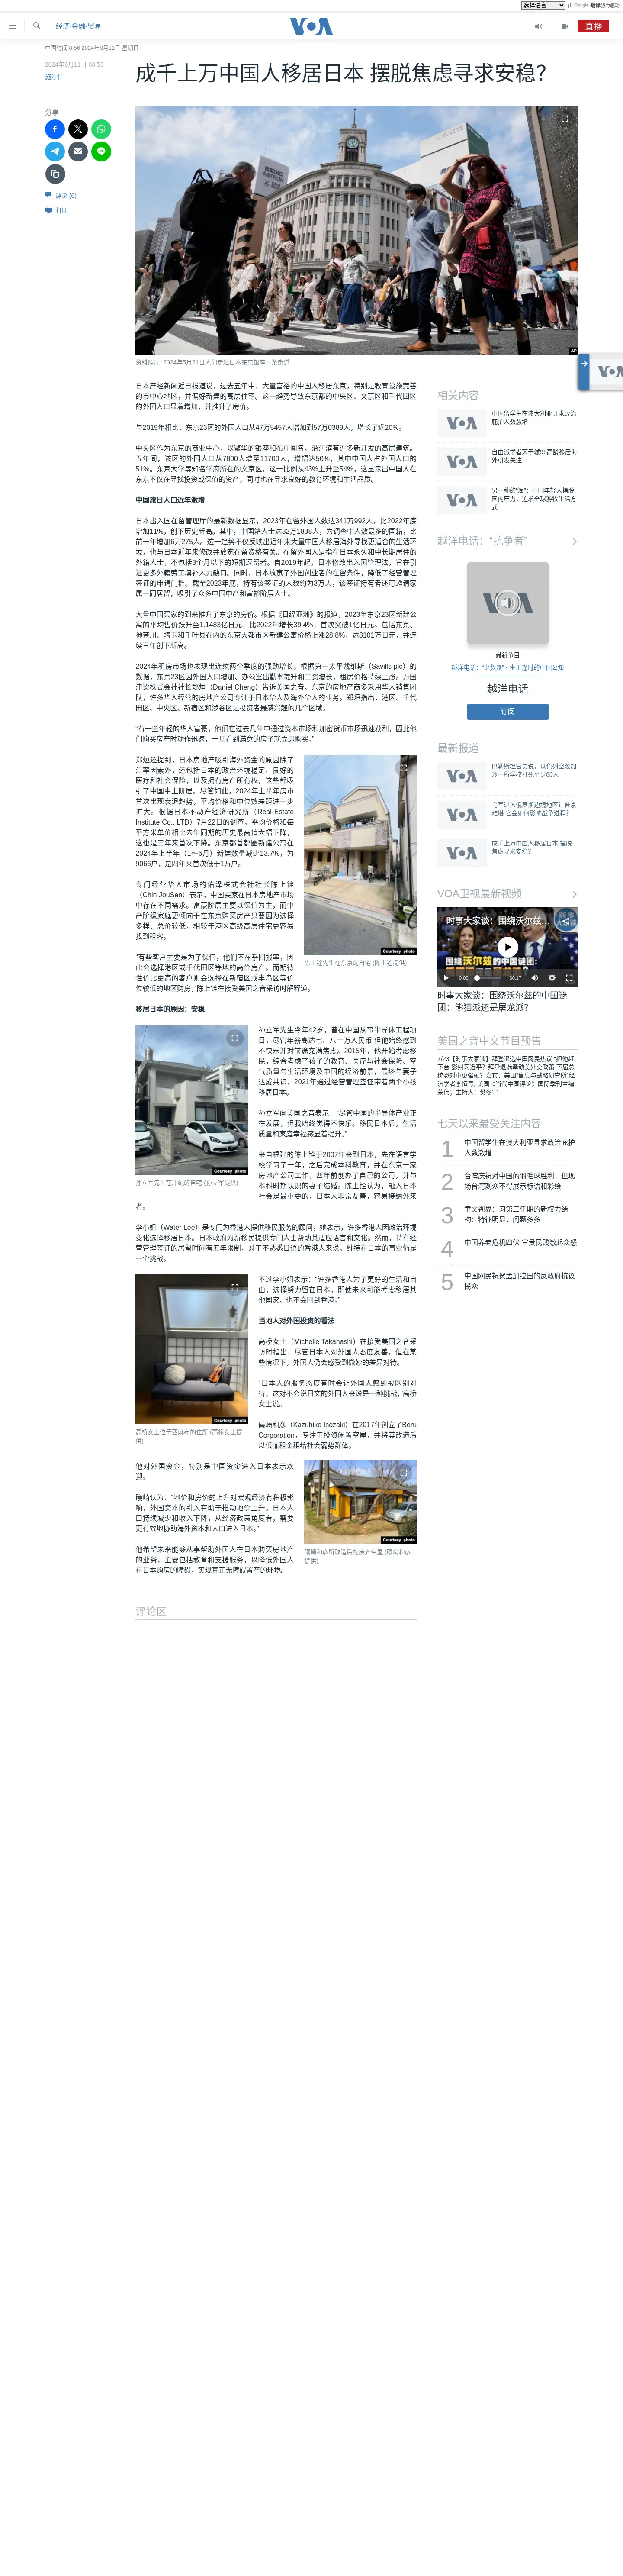 选择语言
由 Google 翻译强力驱动
经济·金融·贸易
VOA
直播
中国时间 8:56 2024年8月11日 星期日
2024年8月11日 03:53
施淳仁
成千上万中国人移居日本 摆脱焦虑寻求安稳？
分享
评论 (6)
打印
AP
资料照片: 2024年5月21日人们走过日本东京银座一条街道
日本产经新闻近日报道说，过去五年中，大量富裕的中国人移居东京，特别是教育设施完善
的市中心地区，并偏好新建的高层住宅。这一趋势导致东京都的中央区、文京区和千代田区
的外国人口显着增加，并推升了房价。
与2019年相比，东京23区的外国人口从47万5457人增加到57万0389人，增长了近20%。
中央区作为东京的商业中心，以繁华的银座和布庄闻名，沿河滨有许多新开发的高层建筑。
五年间，该区的外国人口从7800人增至11700人，增幅达50%，其中中国人占外国人口的
51%。东京大学等知名学府所在的文京区，这一比例从43%上升至54%。这显示出中国人在
东京不仅在寻找投资或保值的资产，同时也在寻求良好的教育环境和生活品质。
中国旅日人口近年激增
日本出入国在留管理厅的最新数据显示，2023年在留外国人数达341万992人，比2022年底
增加11%，创下历史新高。其中，中国籍人士达82万1838人，为调查中人数最多的国籍，比
前一年增加6万275人。这一趋势不仅反映出近年来大量中国人移居海外寻找更适合的生活环
境，也与日本近年来修改并放宽在留资格有关。在留外国人是指在日本永久和中长期居住的
外籍人士，不包括3个月以下的短期逗留者。自2019年起，日本修改出入国管理法，旨在引
进更多外籍劳工填补人力缺口。同时，日本放宽了外国创业者的在留条件，降低了经营管理
签证的申请门槛。截至2023年底，持有该签证的人数约为3万人，该签证持有者还可邀请家
属一同居留，吸引了众多中国中产和富裕阶层人士。
大量中国买家的到来推升了东京的房价。根据《日经亚洲》的报道，2023年东京23区新建公
寓的平均售价跃升至1.1483亿日元，比2022年增长39.4%，首次突破1亿日元。包括东京、
神奈川、埼玉和千叶县在内的东京大都市区新建公寓价格上涨28.8%，达8101万日元，并连
续三年创下新高。
2024年租房市场也表现出连续两个季度的强劲增长。根据第一太平戴维斯（Savills plc）的
数据，东京23区因外国人口增加、办公室出勤率提升和工资增长，租房价格持续上涨。万国
津梁株式会社社长郑烜（Daniel Cheng）告诉美国之音，东京的房地产商多采用华人销售团
队，许多华人经营的房地产公司专注于日本华人及海外华人的业务。郑烜指出，港区、千代
田区、中央区、新宿区和涉谷区是投资者最感兴趣的几个区域。
“有一些年轻的华人富豪，他们在过去几年中通过资本市场和加密货币市场迅速获利，因此他
们购买房产时动作迅速，一旦看到满意的房子就立即购买。”
郑烜还提到，日本房地产吸引海外资金的原因除了
汇率因素外，还包括日本的政治环境稳定、良好的
医疗和社会保险，以及拥有房产所有权，这些都吸
引了中国中上阶层。尽管如此，2024年上半年房市
首次出现衰退趋势，平均价格和中位数差距进一步
扩大。根据日本不动产经济研究所（Real Estate
Institute Co., LTD）7月22日的调查，平均价格和每
平方米单价相比去年同期的历史最高值大幅下降，
这也是三年来首次下降。东京都首都圈新建公寓在
2024年上半年（1～6月）新建数量减少13.7%，为
9066户，是四年来首次低于1万户。
Courtesy photo
陈上铨先生在东京的自宅 (陈上铨提供)
专门经营华人市场的佑泽株式会社社长陈上铨
（Chin JouSen）表示，中国买家在日本房地产市场
中存在不同需求。富豪阶层主要以保值为主，而中
产阶级家庭更倾向于在东京购买房产只要因为选择
多样、总价较低，相较于港区高级高层住宅更容易
找到租客。
“有些客户主要是为了保值，他们不在乎回报率，因
此会选择港区或千代田区等地的高价房产。而期待
性价比更高的客户则会选择在新宿区或丰岛区等价
位较低的地区购房，”陈上铨在接受美国之音采访时解释道。
移居日本的原因：安稳
Courtesy photo
孙立军先生在冲绳的自宅 (孙立军提供)
孙立军先生今年42岁，曾在中国从事半导体工程项
目，尽管年薪高达七、八十万人民币,但他始终感到
不快乐并对前途充满焦虑。2015年，他开始考虑移
民，综合考虑了孩子的教育、医疗与社会保险、空
气质量与生活环境及中国的经济前景，最终与妻子
达成共识，2021年通过经营管理签证带着两个小孩
移居日本。
孙立军向美国之音表示：“尽管中国的半导体产业正
在发展，但我始终觉得不快乐。移民日本后，生活
质量和家庭幸福感显着提升。”
来自福建的陈上铨于2007年来到日本，先在语言学
校学习了一年，之后完成本科教育，并在东京一家
房地产公司工作，四年前创办了自己的公司，并与
本科时期认识的妻子结婚。陈上铨认为，融入日本
社会是最重要的，日本人非常友善，容易接纳外来
者。
李小姐（Water Lee）是专门为香港人提供移民服务的顾问，她表示，许多香港人因政治环境
变化选择移居日本。日本政府为新移民提供专门人士帮助其适应语言和文化。然而，持有经
营管理签证的居留时间有五年限制，对于不熟悉日语的香港人来说，维持在日本的事业仍是
一个挑战。
Courtesy photo
高桥女士位于西麻布的住所 (高桥女士提
供)
不过李小姐表示：“许多香港人为了更好的生活和自
由，选择努力留在日本，即使未来可能考虑移居其
他国家，也不会回到香港。”
当地人对外国投资的看法
高桥女士（Michelle Takahashi）在接受美国之音采
访时指出，尽管日本人对外国人态度友善，但在某
些情况下，外国人仍会感受到微妙的差异对待。
“日本人的服务态度有时会让外国人感到被区别对
待，这对不会说日文的外国人来说是一种挑战，”高桥
女士说。
礒崎和彦（Kazuhiko Isozaki）在2017年创立了Beru
Corporation，专注于投资闲置空屋，并将其改造后
以低廉租金租给社会弱势群体。
他对外国资金，特别是中国资金进入日本表示欢
迎。
Courtesy photo
礒崎和彦所改造后的废弃空屋 (礒崎和彦
提供)
礒崎认为：“地价和房价的上升对宏观经济有积极影
响，外国资本的引入有助于推动地价上升。日本人
口持续减少和收入下降，从经济政策角度看，需要
更有效地协助海外资本和人口进入日本。”
他希望未来能够从事帮助外国人在日本购买房地产
的业务，主要包括教育和支援服务，以降低外国人
在日本购房的障碍，实现真正无障碍置产的环境。
评论区
相关内容
VOA
中国留学生在澳大利亚寻求政治
庇护人数激增
VOA
自由派学者茅于轼95高龄移居海
外引发关注
VOA
另一种的“润”：中国年轻人摆脱
国内压力，追求全球游牧生活方
式
越洋电话：“抗争者”
VOA
最新节目
越洋电话：“少数派” - 生正逢时的中国公知
越洋电话
订阅
最新报道
VOA
巴勒斯坦官员说，以色列空袭加
沙一所学校打死至少80人
VOA
乌军进入俄罗斯边境地区让普京
难堪 它会如何影响战争进程？
VOA
成千上万中国人移居日本 摆脱
焦虑寻求安稳？
VOA卫视最新视频
时事大家谈：围绕沃尔兹...
围绕沃尔兹的中国谜团：
0:00
30:17
时事大家谈：围绕沃尔兹的中国谜
团：熊猫派还是屠龙派？
美国之音中文节目预告
7/23【时事大家谈】拜登退选中国网民热议 “把他赶
下台”影射习近平？拜登退选牵动美外交政策 下届总
统恐对中更强硬？嘉宾：美国“信息与战略研究所”经
济学者李恒青; 美国《当代中国评论》国际季刊主编
荣伟；主持人：樊冬宁
七天以来最受关注内容
1
中国留学生在澳大利亚寻求政治庇护
人数激增
2
台湾庆祝对中国的羽毛球胜利，但现
场台湾观众不得展示标语和彩绘
3
聿文视界：习第三任期的新权力结
构：特征明显，问题多多
4
中国养老危机四伏 官贵民贱激起众怒
5
中国网民祝贺孟加拉国的反政府抗议
民众
VOA